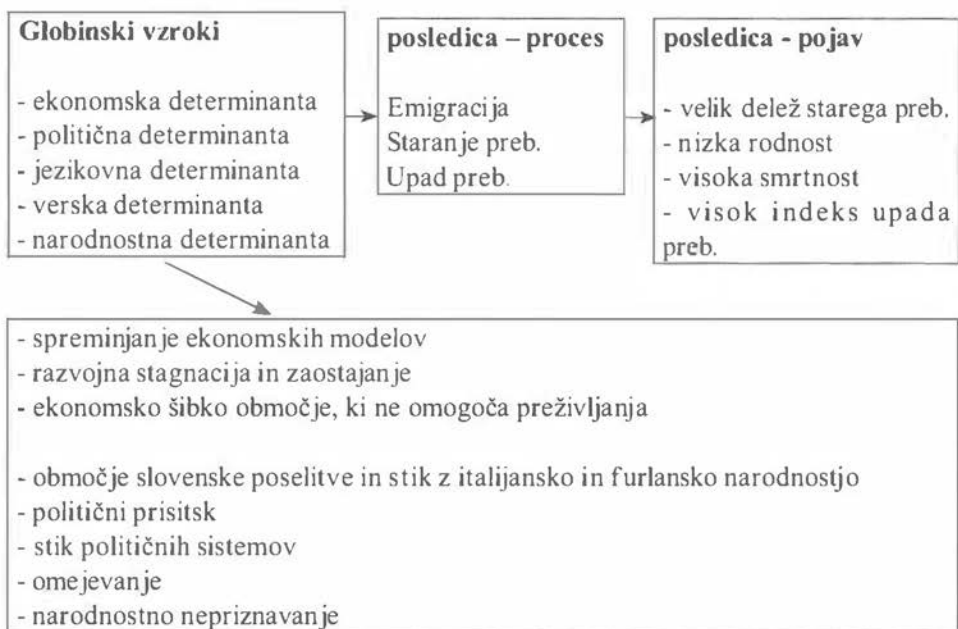 Globinski vzroki
- ekonomska determinanta
- politična determinanta
- jezikovna determinanta
- verska determinanta
- narodnostna determinanta
posledica – proces
Emigracija
Staranje preb.
Upad preb.
posledica - pojav
- velik delež starega preb.
- nizka rodnost
- visoka smrtnost
- visok indeks upada
preb.
- spreminjanje ekonomskih modelov
- razvojna stagnacija in zaostajanje
- ekonomsko šibko območje, ki ne omogoča preživljanja
- območje slovenske poselitve in stik z italijansko in furlansko narodnostjo
- politični prisitsk
- stik političnih sistemov
- omejevanje
- narodnostno nepriznavanje